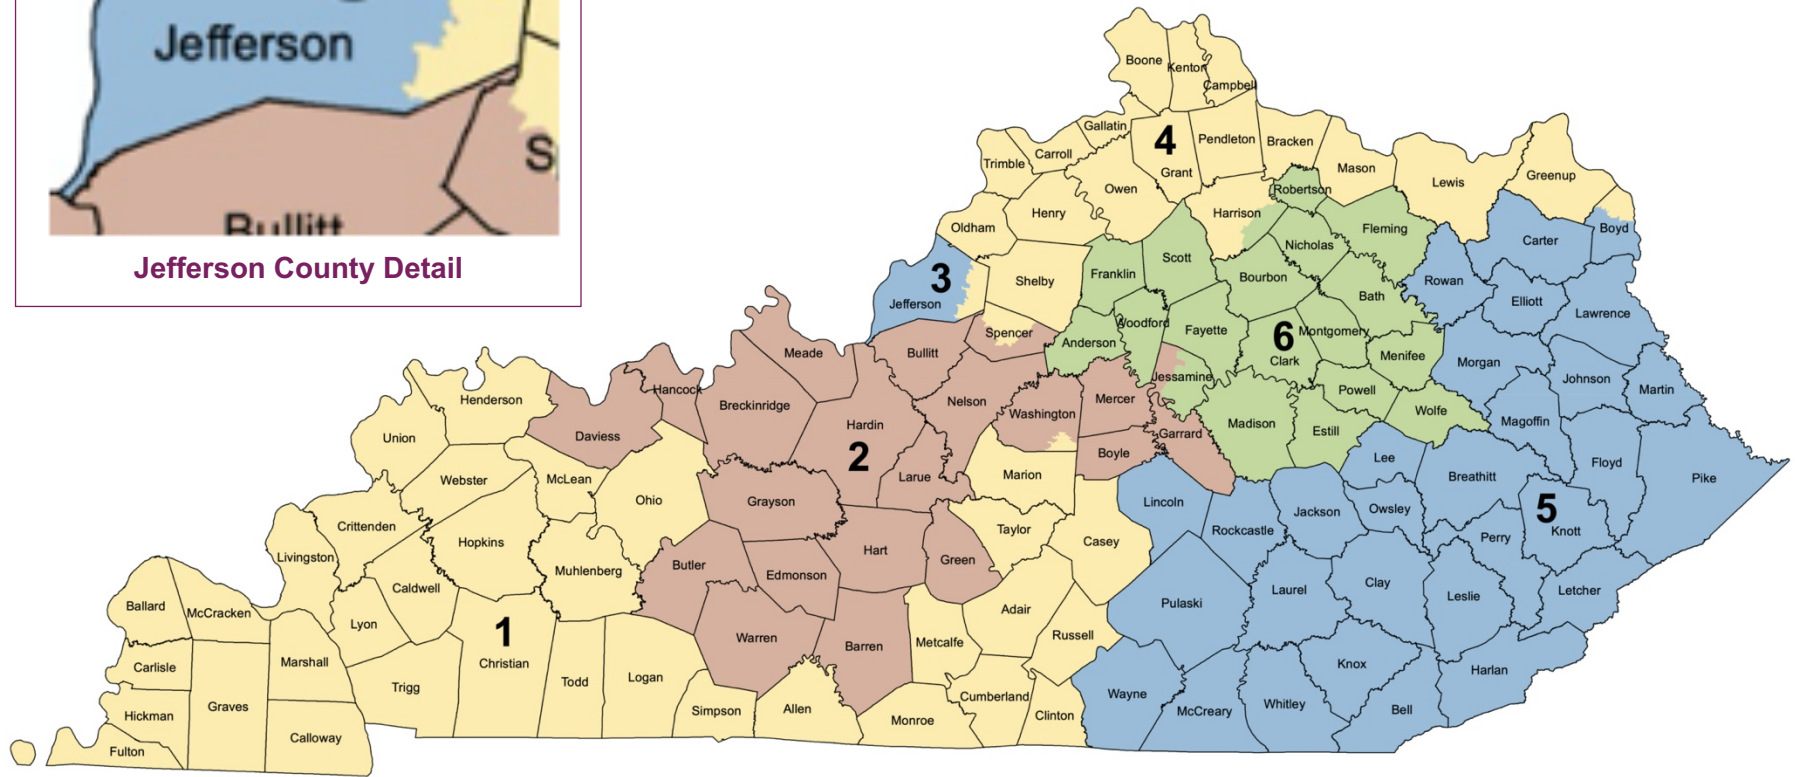 Jefferson
S
Bullitt
Jefferson County Detail
Boone
Kenton
Campbell
Gallatin
4
Pendleton
Bracken
Carroll
Trimble
Grant
Mason
Owen
Lewis
Greenup
Robertson
Henry
Harrison
Oldham
Fleming
Boyd
Carter
Nicholas
Scott
Franklin
3
Shelby
Bourbon
Rowan
Bath
Jefferson
Elliott
Lawrence
Woodford
Fayette
Montgomery
Spencer
6
Anderson
Meade
Bullitt
Clark
Menifee
Morgan
Jessamine
Johnson
Martin
Hancock
Powell
Henderson
Breckinridge
Nelson
Mercer
Washington
Wolfe
Magoffin
Hardin
Madison
Estill
Union
Daviess
Garrard
Boyle
2
Lee
Floyd
Larue
Marion
Breathitt
Webster
McLean
Pike
Ohio
Grayson
Lincoln
Jackson
Owsley
5
Crittenden
Taylor
Rockcastle
Knott
Perry
Hopkins
Casey
Hart
Livingston
Green
Butler
Muhlenberg
Edmonson
Clay
Caldwell
Laurel
Letcher
Leslie
Ballard
McCracken
Pulaski
Adair
Lyon
1
Warren
Russell
Metcalfe
Barren
Christian
Marshall
Carlisle
Knox
Harlan
Todd
Logan
Trigg
Wayne
Cumberland
Whitley
Graves
Allen
Simpson
McCreary
Bell
Hickman
Clinton
Monroe
Calloway
Fulton